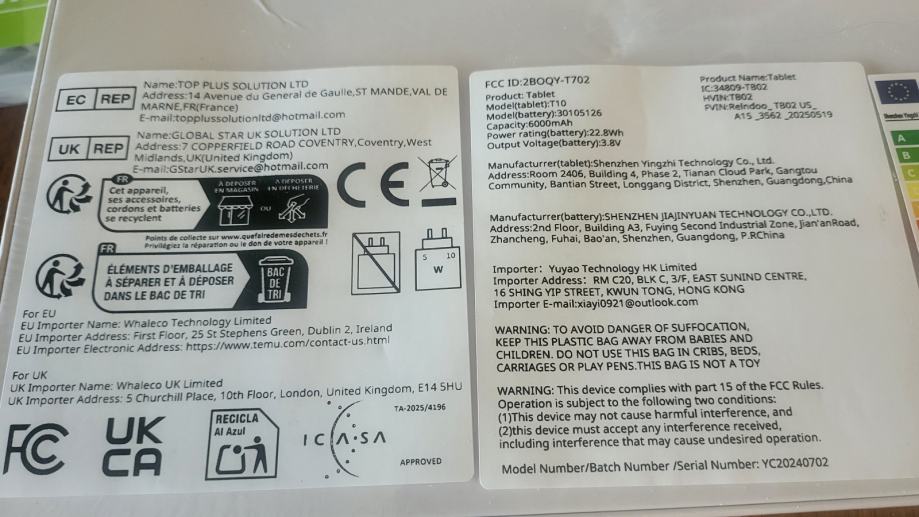 EC REP
Name:TOP PLUS SOLUTION LTD
Address:14 Avenue du General de Gaulle,ST MANDE,VAL DE
MARNE,FR(France)
E-mail:topplussolutionltd@hotmail.com
UK REP
Name:GLOBAL STAR UK SOLUTION LTD
Address:7 COPPERFIELD ROAD COVENTRY,Coventry,West
Midlands,UK(United Kingdom)
E-mail:GStarUK.service@hotmail.com
FR
Cet appareil,
ses accessoires,
cordons et batteries
se recyclent
À DÉPOSER
EN MAGASIN
OU
À DÉPOSER
EN DÉCHÈTERIE
Points de collecte sur www.quefairedemesdechets.fr
Privilégiez la réparation ou le don de votre appareil !
CE
FR
ÉLÉMENTS D'EMBALLAGE
À SÉPARER ET À DÉPOSER
DANS LE BAC DE TRI
BAC
DE
TRI
5 10
W
For EU
EU Importer Name: Whaleco Technology Limited
EU Importer Address: First Floor, 25 St Stephens Green, Dublin 2, Ireland
EU Importer Electronic Address: https://www.temu.com/contact-us.html
For UK
UK Importer Name: Whaleco UK Limited
UK Importer Address: 5 Churchill Place, 10th Floor, London, United Kingdom, E14 5HU
FC
UK
CA
RECICLA
Al Azul
ICASA
TA-2025/4196
APPROVED
FCC ID:2BOQY-T702
Product: Tablet
Model(tablet):T10
Model(battery):30105126
Capacity:6000mAh
Power rating(battery):22.8Wh
Output Voltage(battery):3.8V
Product Name:Tablet
IC:34809-TB02
HVIN:TB02
PVIN:Reindoo_TB02 US_
A15 _3562 _20250519
Manufacturrer(tablet):Shenzhen Yingzhi Technology Co., Ltd.
Address:Room 2406, Building 4, Phase 2, Tianan Cloud Park, Gangtou
Community, Bantian Street, Longgang District, Shenzhen, Guangdong,China
Manufacturrer(battery):SHENZHEN JIAJINYUAN TECHNOLOGY CO.,LTD.
Address:2nd Floor, Building A3, Fuying Second Industrial Zone, Jian'anRoad,
Zhancheng, Fuhai, Bao'an, Shenzhen, Guangdong, P.RChina
Importer: Yuyao Technology HK Limited
Importer Address: RM C20, BLK C, 3/F, EAST SUNIND CENTRE,
16 SHING YIP STREET, KWUN TONG, HONG KONG
Importer E-mail:xiayi0921@outlook.com
WARNING: TO AVOID DANGER OF SUFFOCATION,
KEEP THIS PLASTIC BAG AWAY FROM BABIES AND
CHILDREN. DO NOT USE THIS BAG IN CRIBS, BEDS,
CARRIAGES OR PLAY PENS.THIS BAG IS NOT A TOY
WARNING: This device complies with part 15 of the FCC Rules.
Operation is subject to the following two conditions:
(1)This device may not cause harmful interference, and
(2)this device must accept any interference received,
including interference that may cause undesired operation.
Model Number/Batch Number /Serial Number: YC20240702
Shenzhen Yingzhi
A
B
C